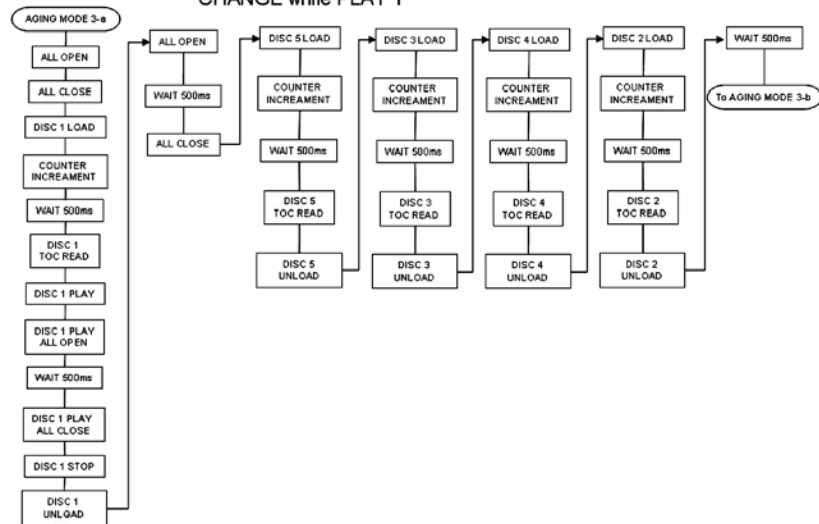 CHANGE while PLAY 1
AGING MODE 3-a
ALL OPEN
ALL CLOSE
DISC 1 LOAD
COUNTER
INCREAMENT
WAIT 500ms
DISC 1
TOC READ
DISC 1 PLAY
DISC 1 PLAY
ALL OPEN
WAIT 500ms
DISC 1 PLAY
ALL CLOSE
DISC 1 STOP
DISC 1
UNLOAD
ALL OPEN
WAIT 500ms
ALL CLOSE
DISC 5 LOAD
COUNTER
INCREAMENT
WAIT 500ms
DISC 5
TOC READ
DISC 5
UNLOAD
DISC 3 LOAD
COUNTER
INCREAMENT
WAIT 500ms
DISC 3
TOC READ
DISC 3
UNLOAD
DISC 4 LOAD
COUNTER
INCREAMENT
WAIT 500ms
DISC 4
TOC READ
DISC 4
UNLOAD
DISC 2 LOAD
COUNTER
INCREAMENT
WAIT 500ms
DISC 2
TOC READ
DISC 2
UNLOAD
WAIT 500ms
To AGING MODE 3-b